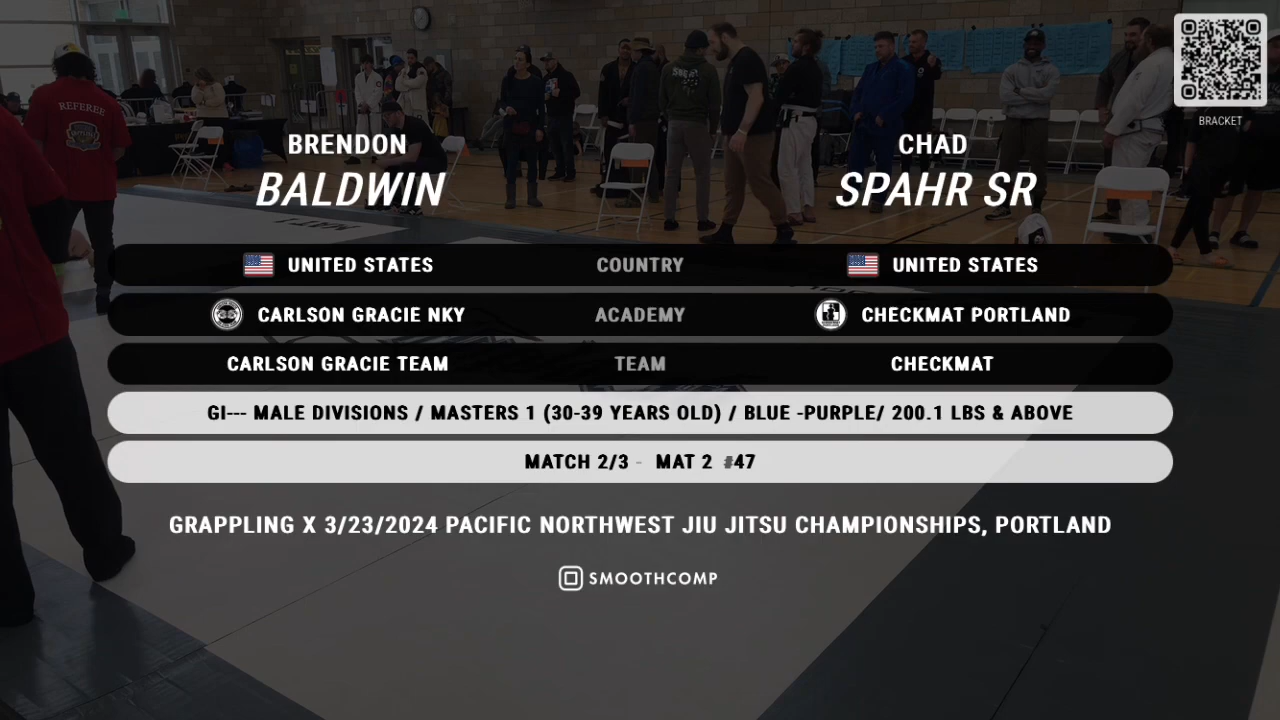 BRACKET
REFEREE
BRENDON
BALDWIN
CHAD
SPAHR SR
UNITED STATES COUNTRY UNITED STATES
CARLSON GRACIE NKY ACADEMY CHECKMAT PORTLAND
CARLSON GRACIE TEAM TEAM CHECKMAT
GI--- MALE DIVISIONS / MASTERS 1 (30-39 YEARS OLD) / BLUE -PURPLE/ 200.1 LBS & ABOVE
MATCH 2/3 - MAT 2 #47
GRAPPLING X 3/23/2024 PACIFIC NORTHWEST JIU JITSU CHAMPIONSHIPS, PORTLAND
SMOOTHCOMP